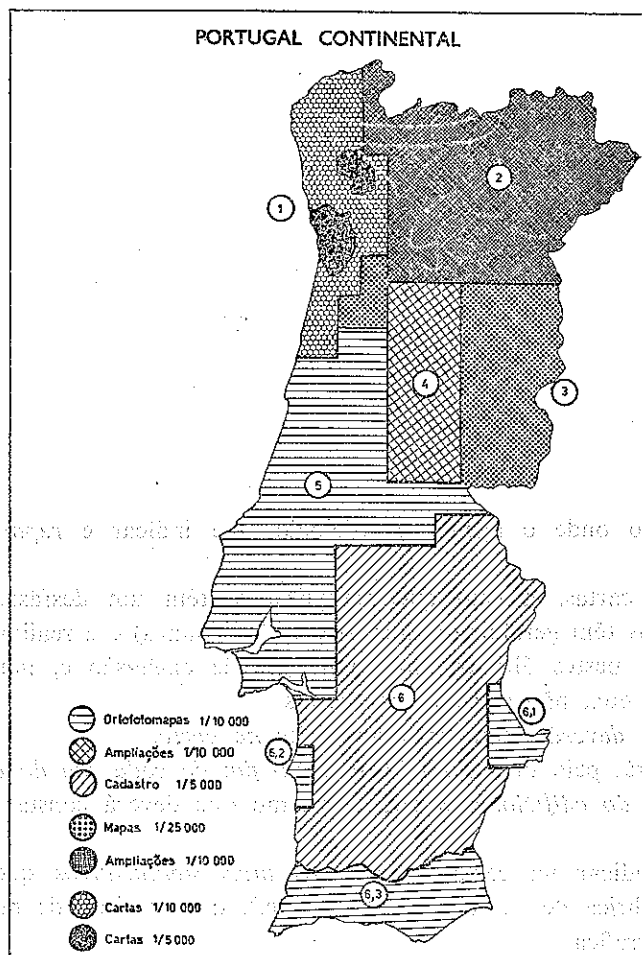 PORTUGAL CONTINENTAL
1
2
3
4
5
6
6,1
6,2
6,3
Ortofotomapas 1/10 000
Ampliações 1/10 000
Cadastro 1/5 000
Mapas 1/25 000
Ampliações 1/10 000
Cartas 1/10 000
Cartas 1/5 000